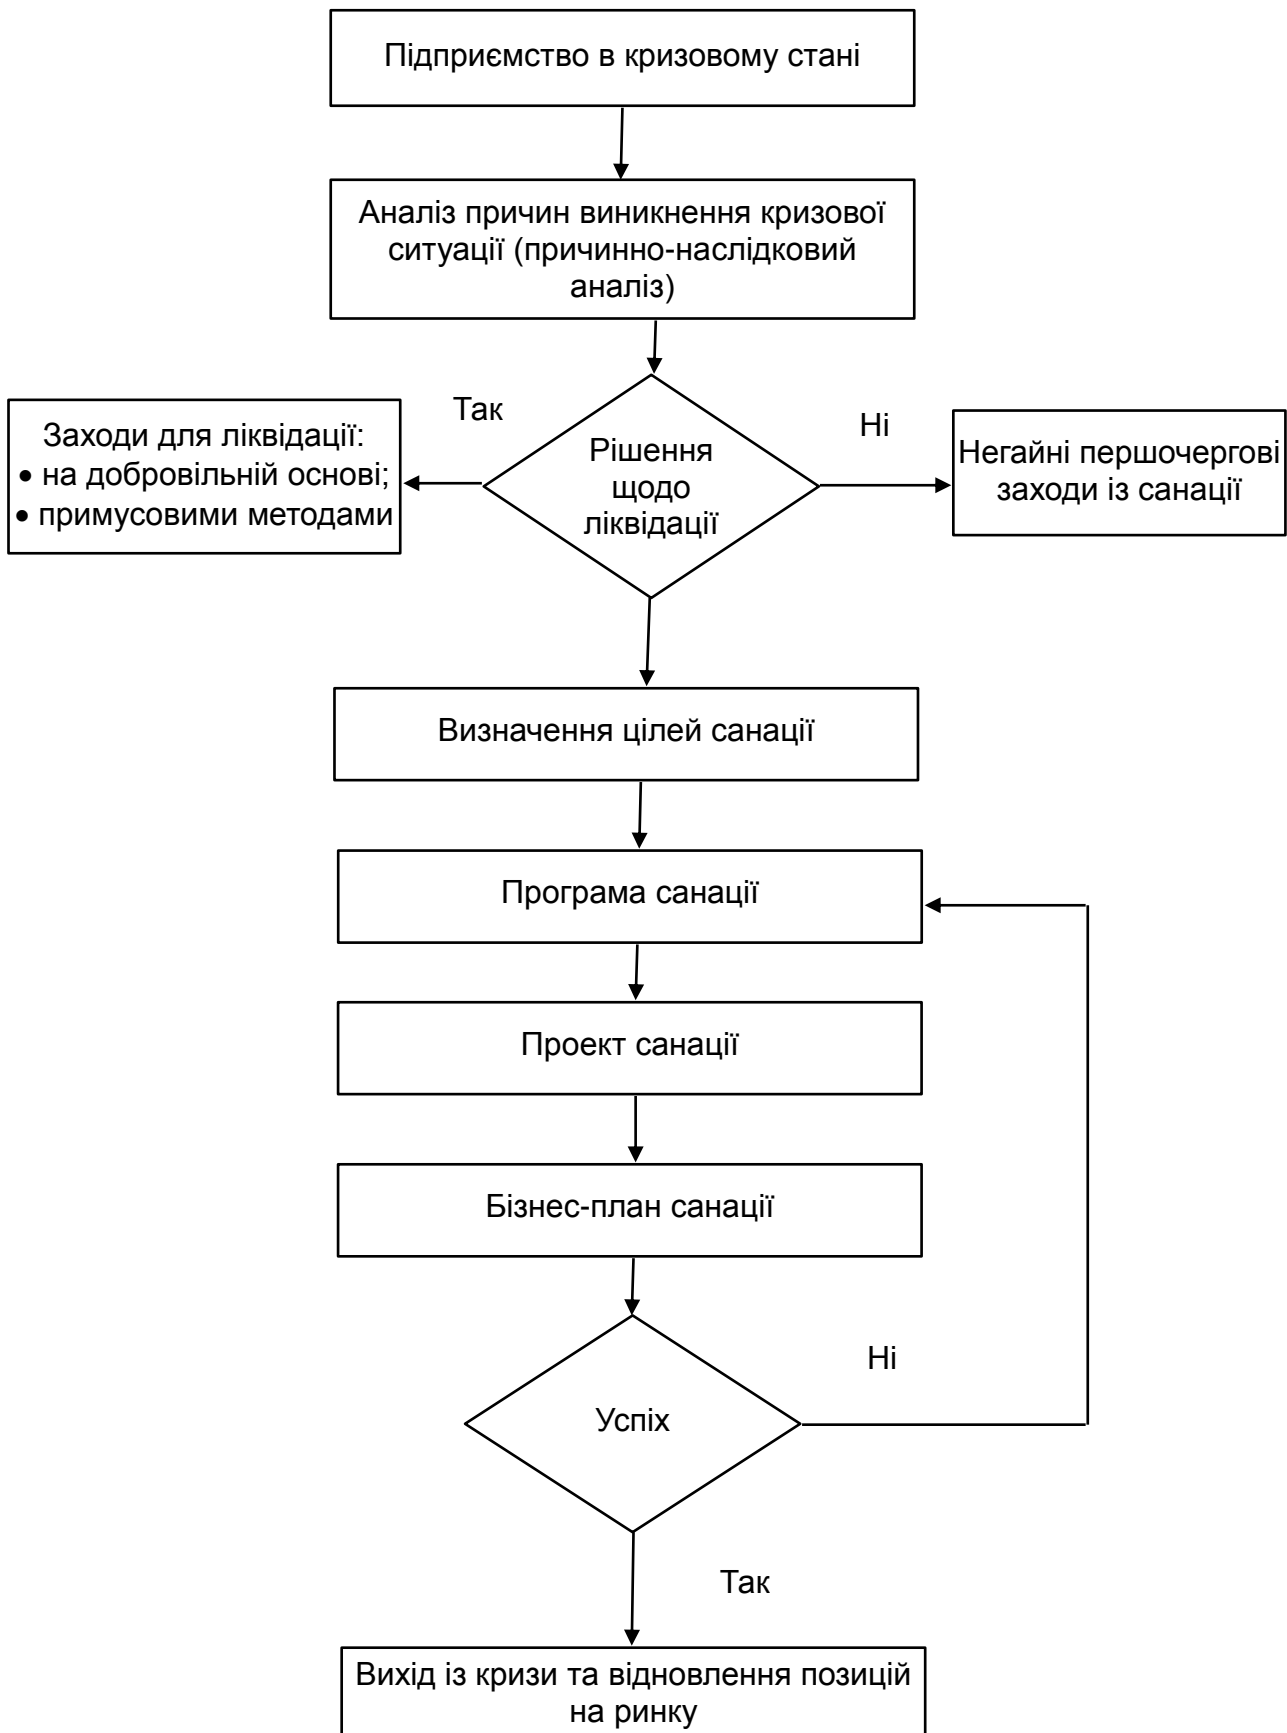 Підприємство в кризовому стані
Аналіз причин виникнення кризової
ситуації (причинно-наслідковий
аналіз)
Так
Ні
Заходи для ліквідації:
• на добровільній основі;
• примусовими методами
Рішення
щодо
ліквідації
Негайні першочергові
заходи із санації
Визначення цілей санації
Програма санації
Проект санації
Бізнес-план санації
Ні
Успіх
Так
Вихід із кризи та відновлення позицій
на ринку